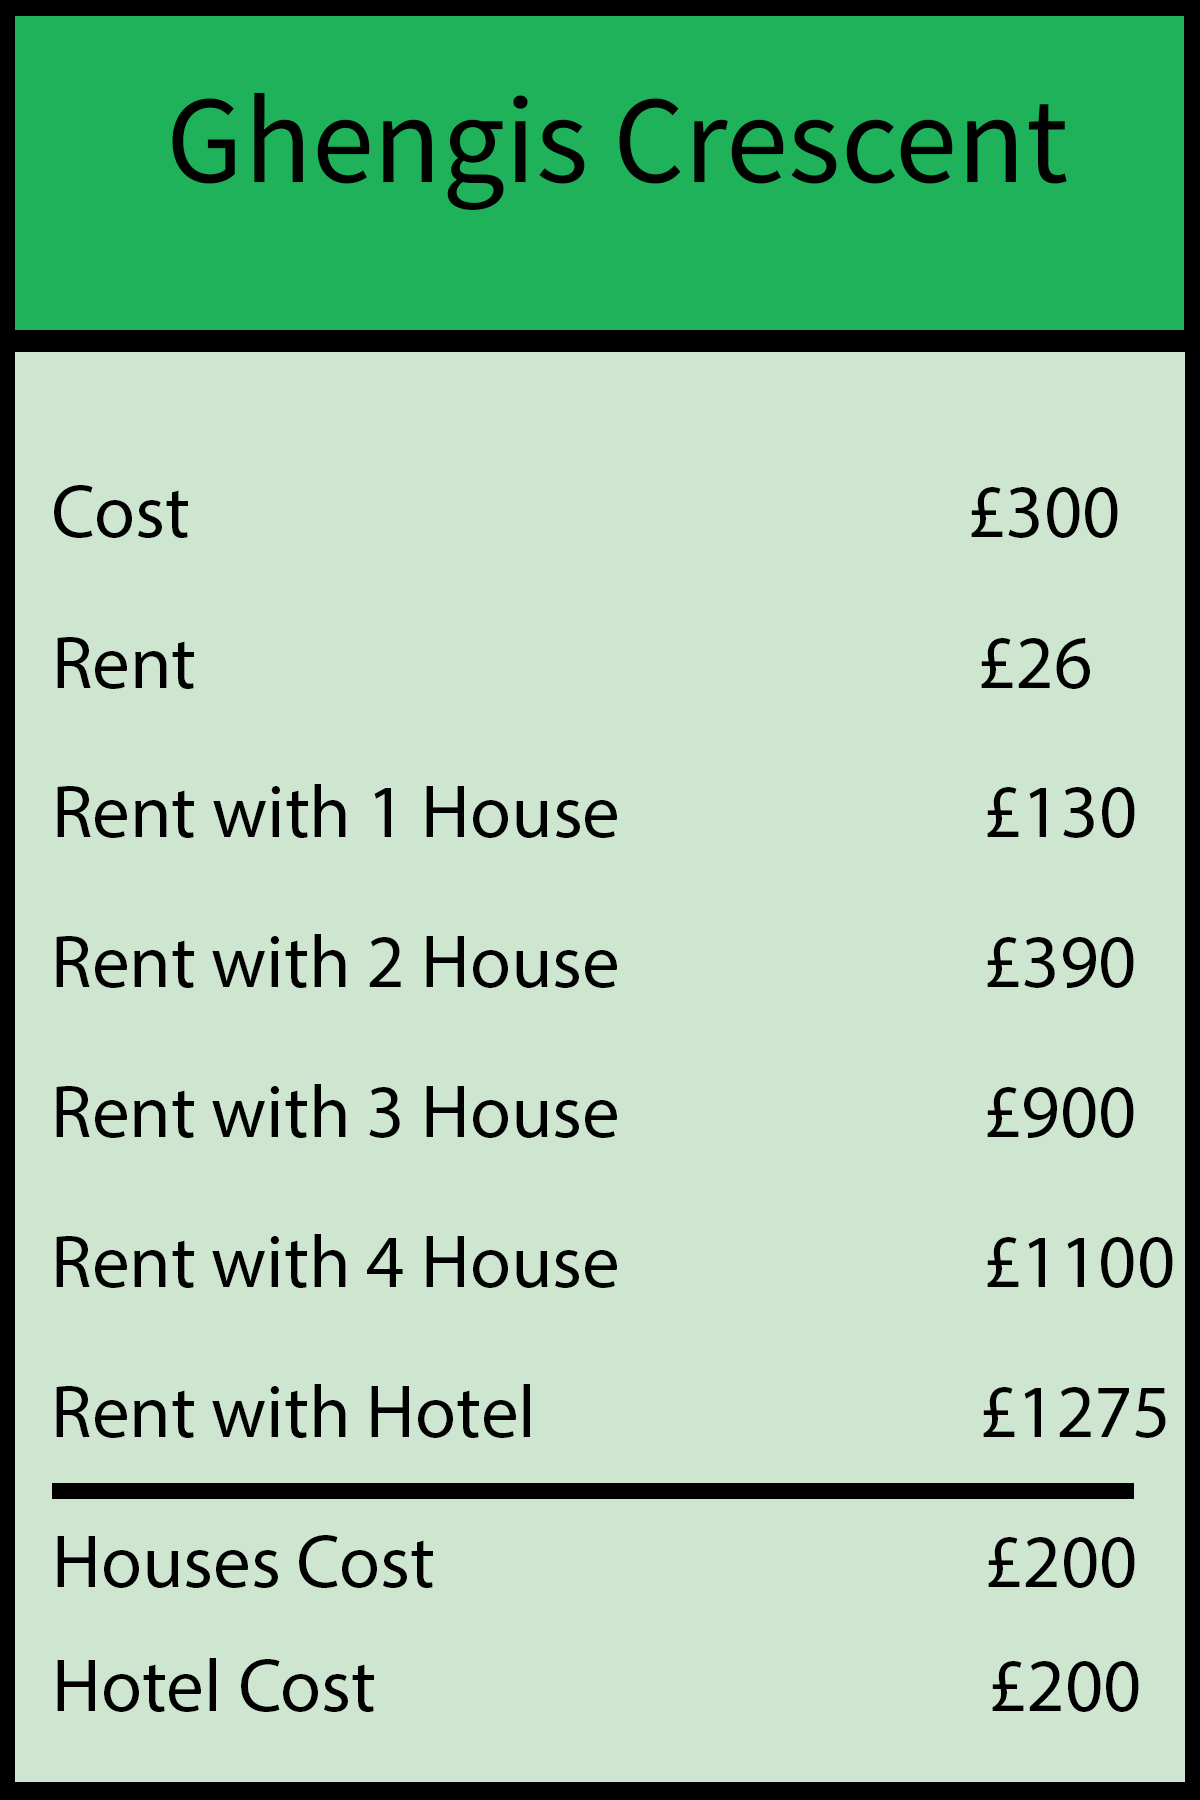 Ghengis Crescent
Cost £300
Rent £26
Rent with 1 House £130
Rent with 2 House £390
Rent with 3 House £900
Rent with 4 House £1100
Rent with Hotel £1275
Houses Cost £200
Hotel Cost £200